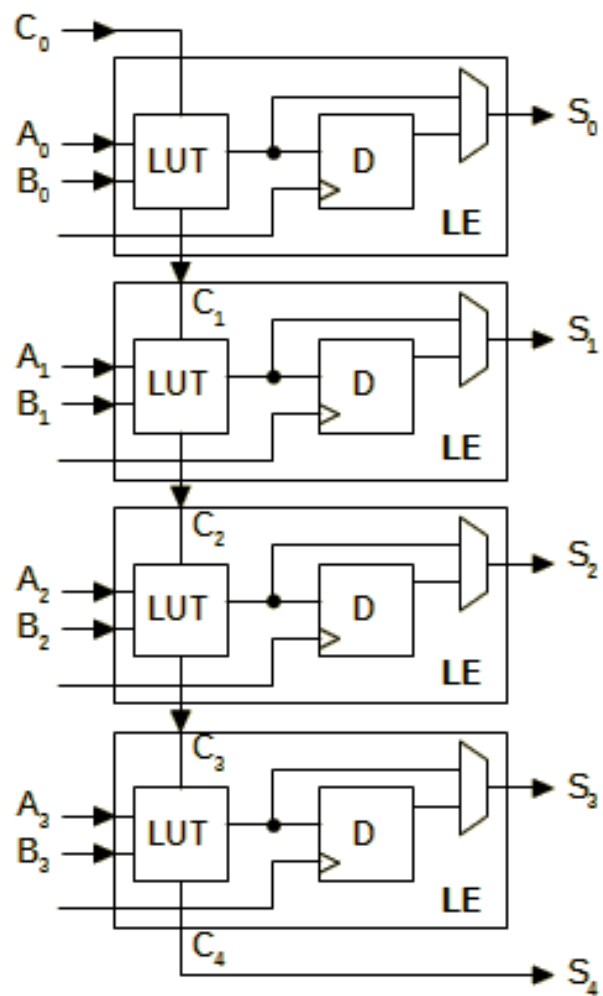 C₀
A₀ LUT D S₀
B₀
LE
C₁
A₁ LUT D S₁
B₁
LE
C₂
A₂ LUT D S₂
B₂
LE
C₃
A₃ LUT D S₃
B₃
LE
C₄
S₄